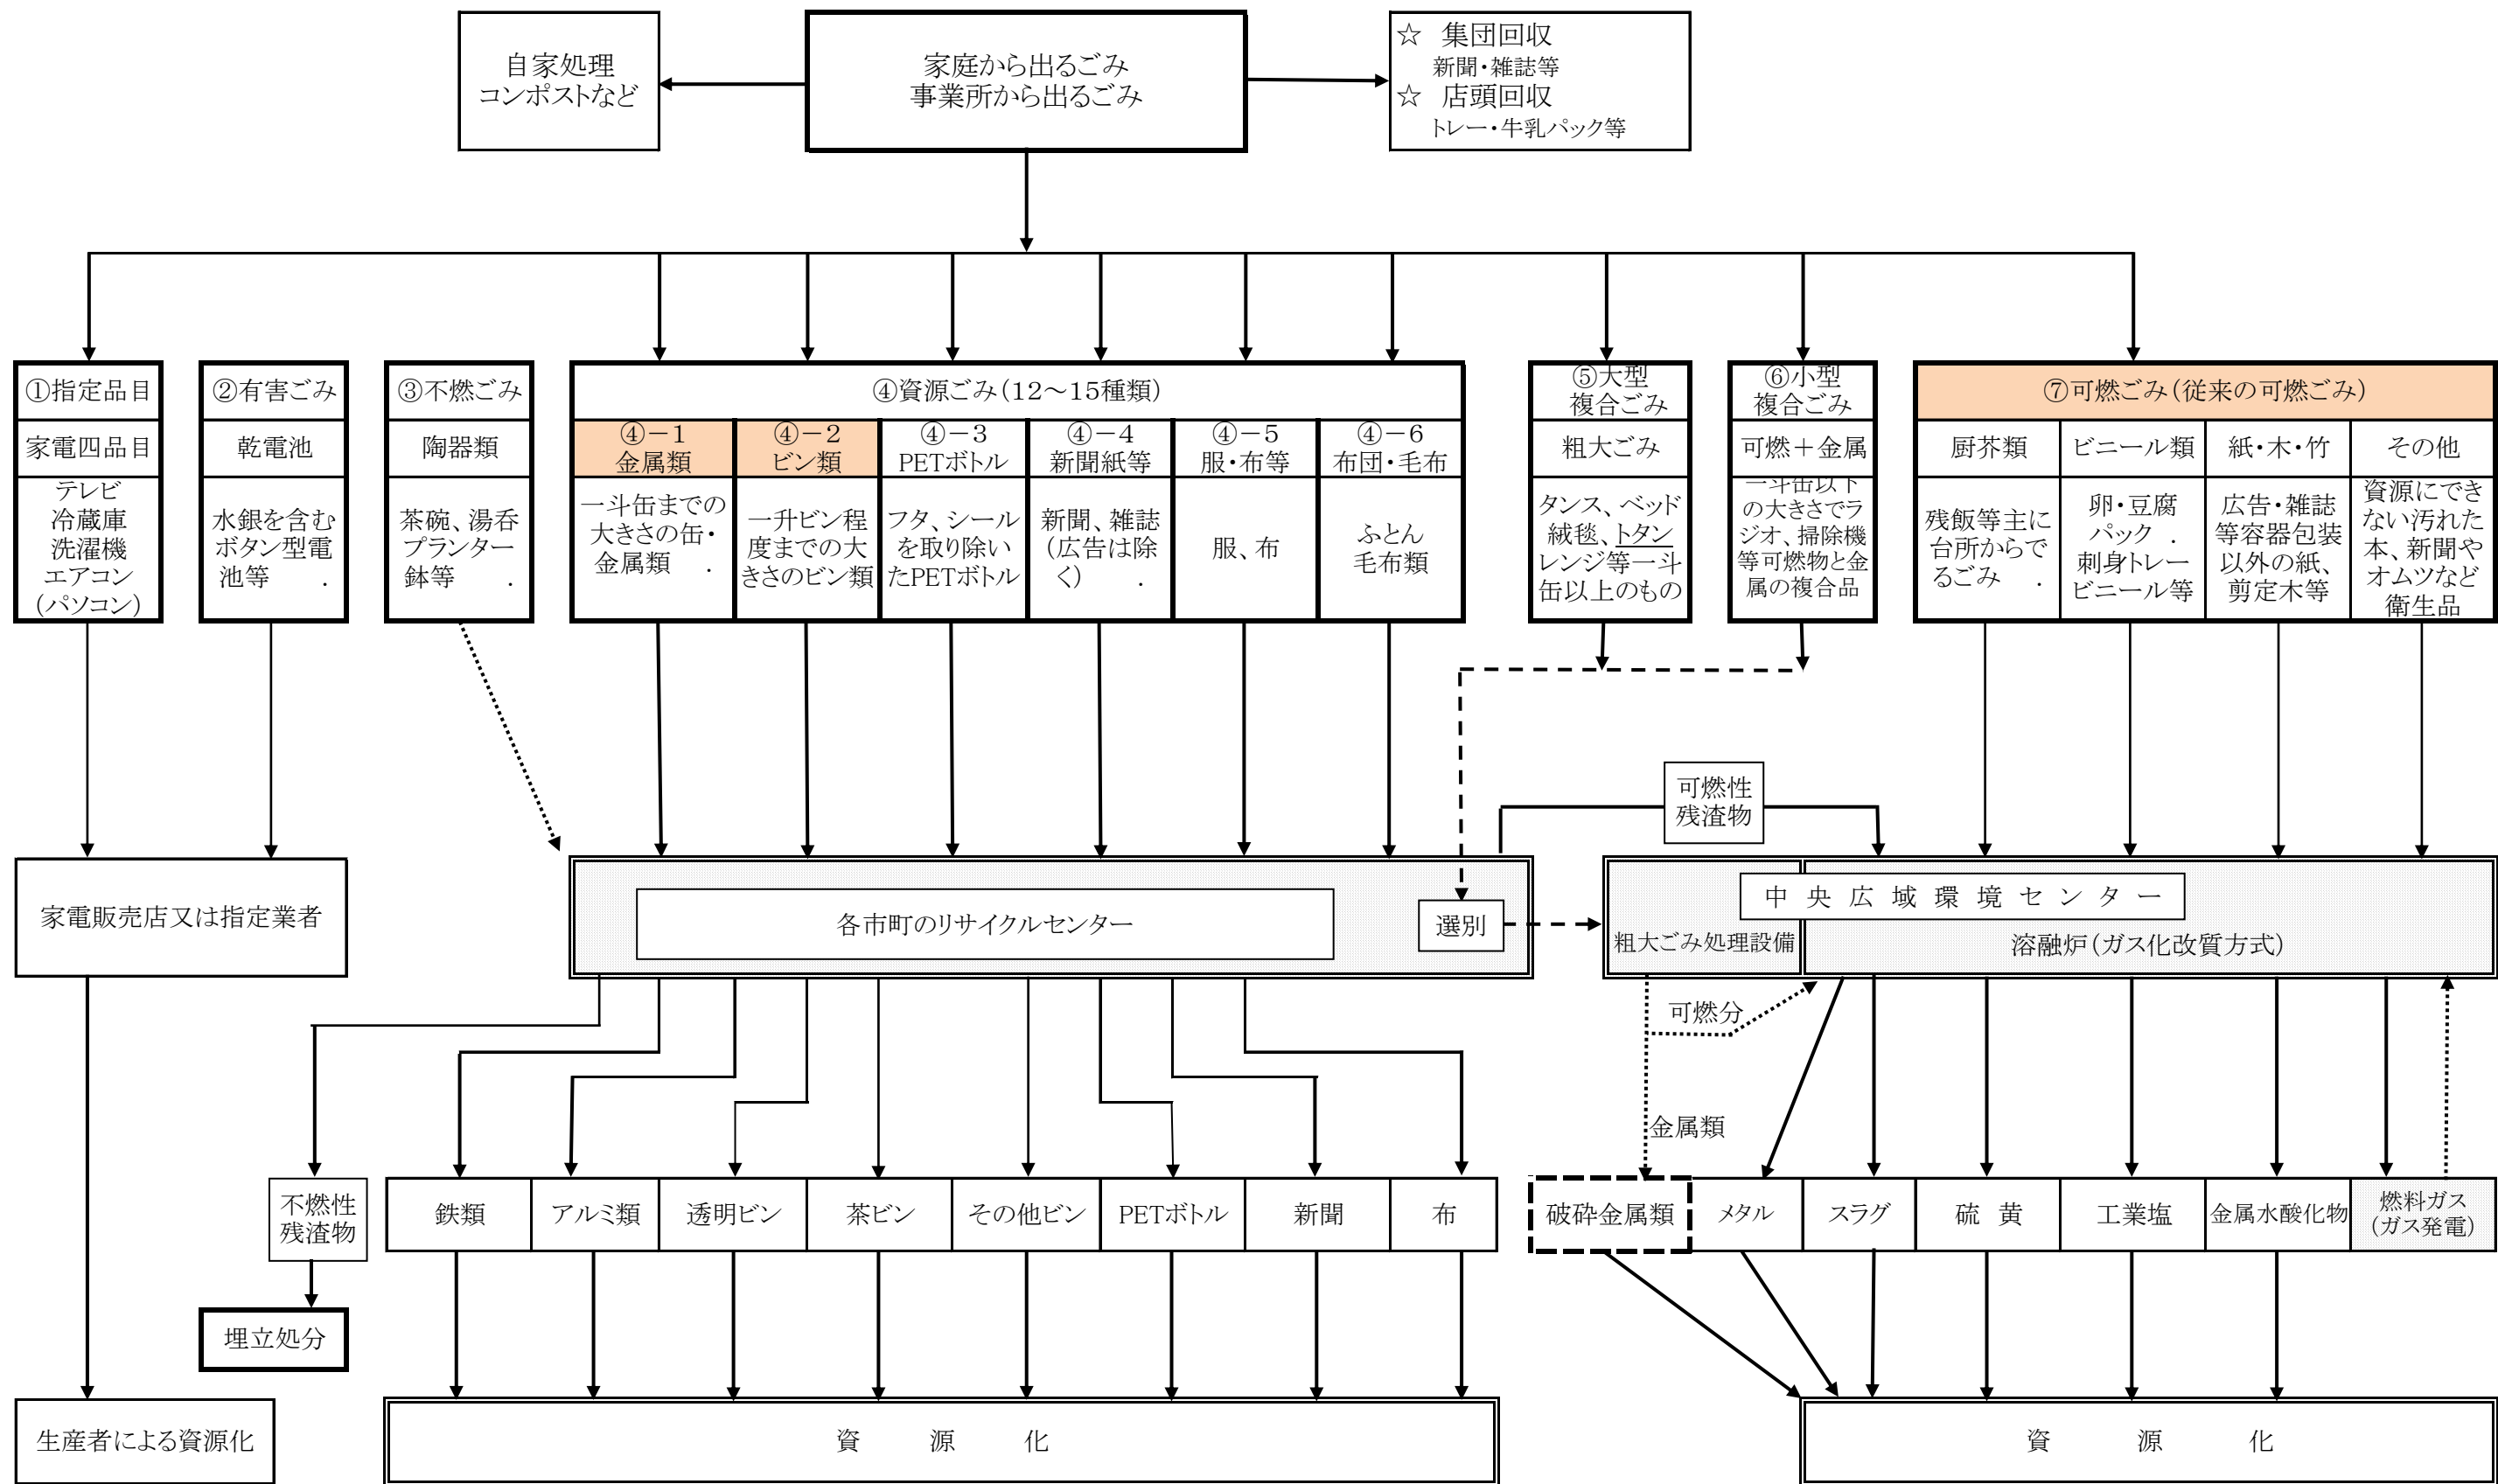 自家処理
コンポストなど
家庭から出るごみ
事業所から出るごみ
☆　集団回収
新聞・雑誌等
☆　店頭回収
トレー・牛乳パック等
①指定品目
家電四品目
テレビ
冷蔵庫
洗濯機
エアコン
(パソコン)
②有害ごみ
乾電池
水銀を含む
ボタン型電
池等　.
③不燃ごみ
陶器類
茶碗、湯呑
プランター
鉢等　.
④資源ごみ(12～15種類)
④－1
金属類
一斗缶までの
大きさの缶・
金属類　.
④－2
ビン類
一升ビン程
度までの大
きさのビン類
④－3
PETボトル
フタ、シール
を取り除い
たPETボトル
④－4
新聞紙等
新聞、雑誌
(広告は除
く)　.
④－5
服・布等
服、布
④－6
布団・毛布
ふとん
毛布類
⑤大型
複合ごみ
粗大ごみ
タンス、ベッド
絨毯、トタン
レンジ等一斗
缶以上のもの
⑥小型
複合ごみ
可燃＋金属
一斗缶以下
の大きさでラ
ジオ、掃除機
等可燃物と金
属の複合品
⑦可燃ごみ(従来の可燃ごみ)
厨芥類
残飯等主に
台所からで
るごみ　.
ビニール類
卵・豆腐
パック　.
刺身トレー
ビニール等
紙・木・竹
広告・雑誌
等容器包装
以外の紙、
剪定木等
その他
資源にでき
ない汚れた
本、新聞や
オムツなど
衛生品
可燃性
残渣物
家電販売店又は指定業者
各市町のリサイクルセンター
選別
中央広域環境センター
粗大ごみ処理設備
溶融炉(ガス化改質方式)
可燃分
金属類
不燃性
残渣物
鉄類
アルミ類
透明ビン
茶ビン
その他ビン
PETボトル
新聞
布
破砕金属類
メタル
スラグ
硫　黄
工業塩
金属水酸化物
燃料ガス
(ガス発電)
埋立処分
生産者による資源化
資　源　化
資　源　化